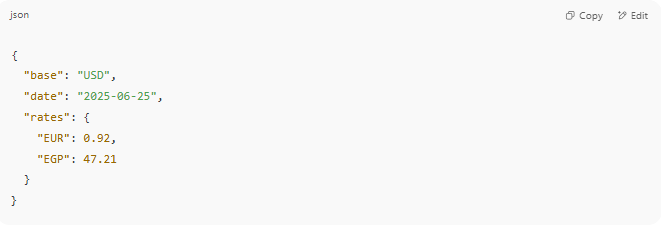 json
Copy
Edit
{
  "base": "USD",
  "date": "2025-06-25",
  "rates": {
    "EUR": 0.92,
    "EGP": 47.21
  }
}